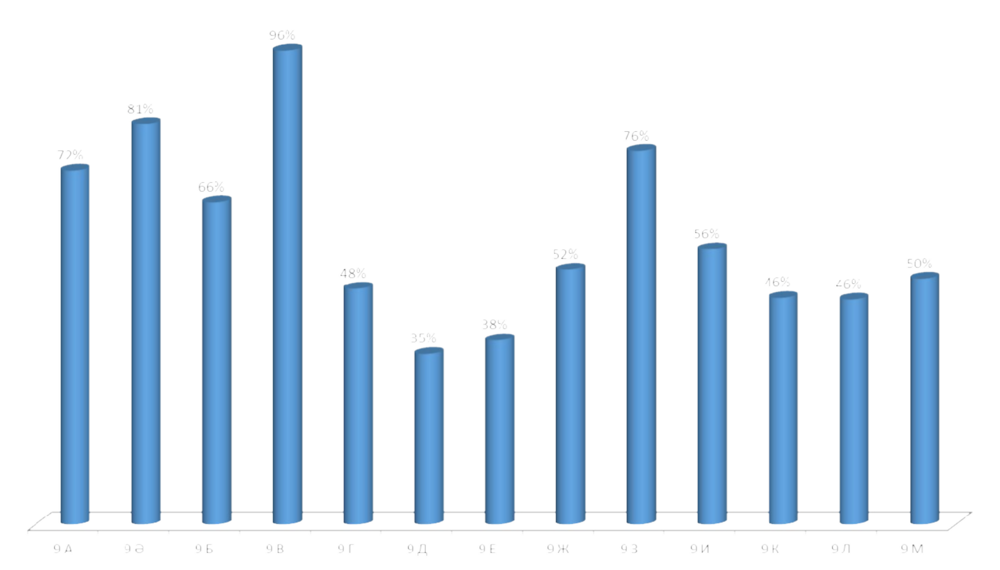 96%
81%
76%
72%
66%
56%
52%
50%
48%
46%
46%
38%
35%
9 А
9 Ә
9 Б
9 В
9 Г
9 Д
9 Е
9 Ж
9 З
9 И
9 К
9 Л
9 М